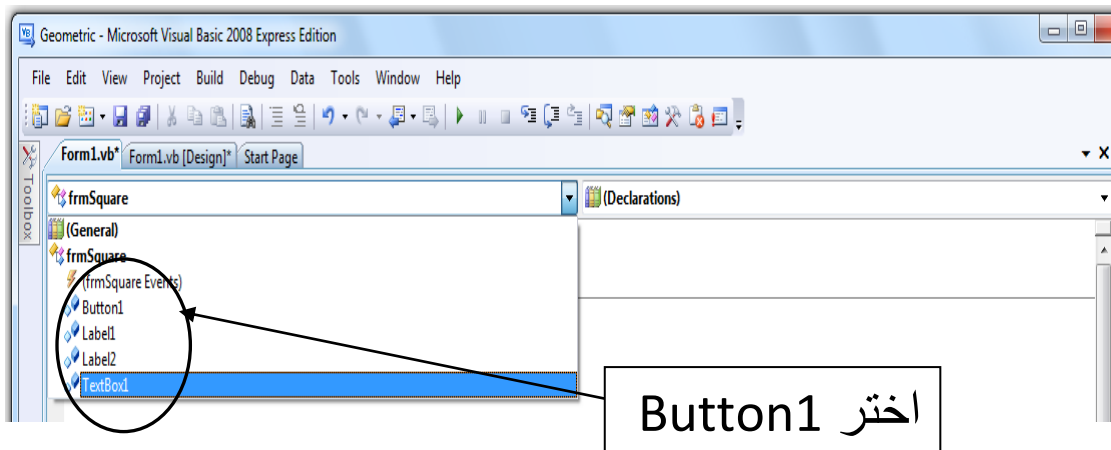 Geometric - Microsoft Visual Basic 2008 Express Edition
File Edit View Project Build Debug Data Tools Window Help
Form1.vb* Form1.vb [Design]* Start Page
Toolbox
frmSquare (Declarations)
(General)
frmSquare
(frmSquare Events)
Button1
Label1
Label2
TextBox1
اختر Button1